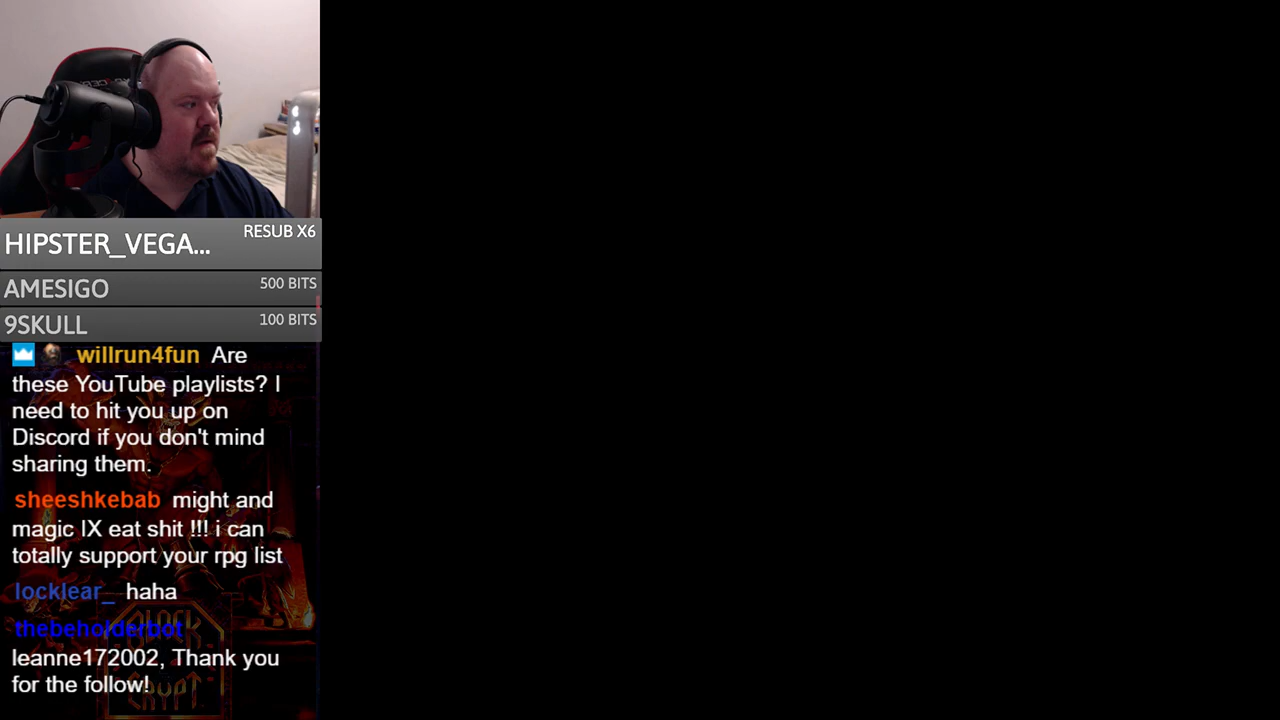 HIPSTER_VEGA...
RESUB X6
AMESIGO
500 BITS
9SKULL
100 BITS
willrun4fun Are
these YouTube playlists? I
need to hit you up on
Discord if you don't mind
sharing them.
sheeshkebab might and
magic IX eat shit !!! i can
totally support your rpg list
locklear_ haha
thebeholderbot
leanne172002, Thank you
for the follow!
CRYPT